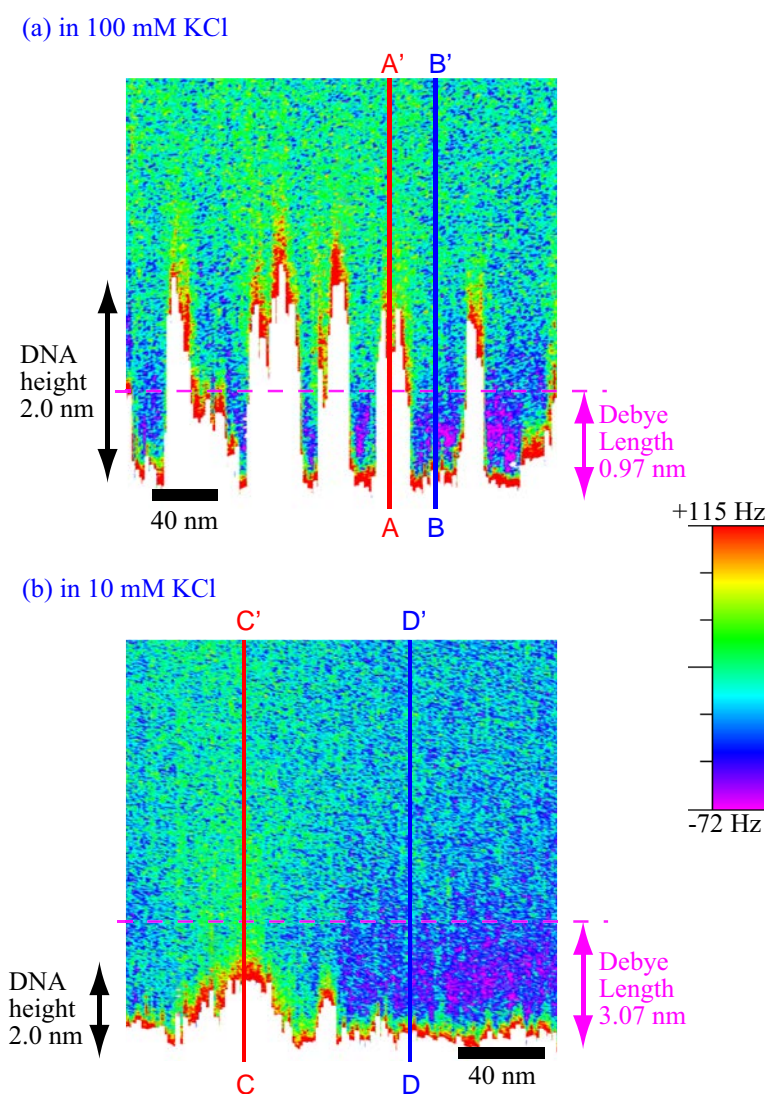 (a) in 100 mM KCl
A’ B’
DNA
height
2.0 nm
Debye
Length
0.97 nm
40 nm
A B
+115 Hz
-72 Hz
(b) in 10 mM KCl
C’ D’
DNA
height
2.0 nm
Debye
Length
3.07 nm
40 nm
C D